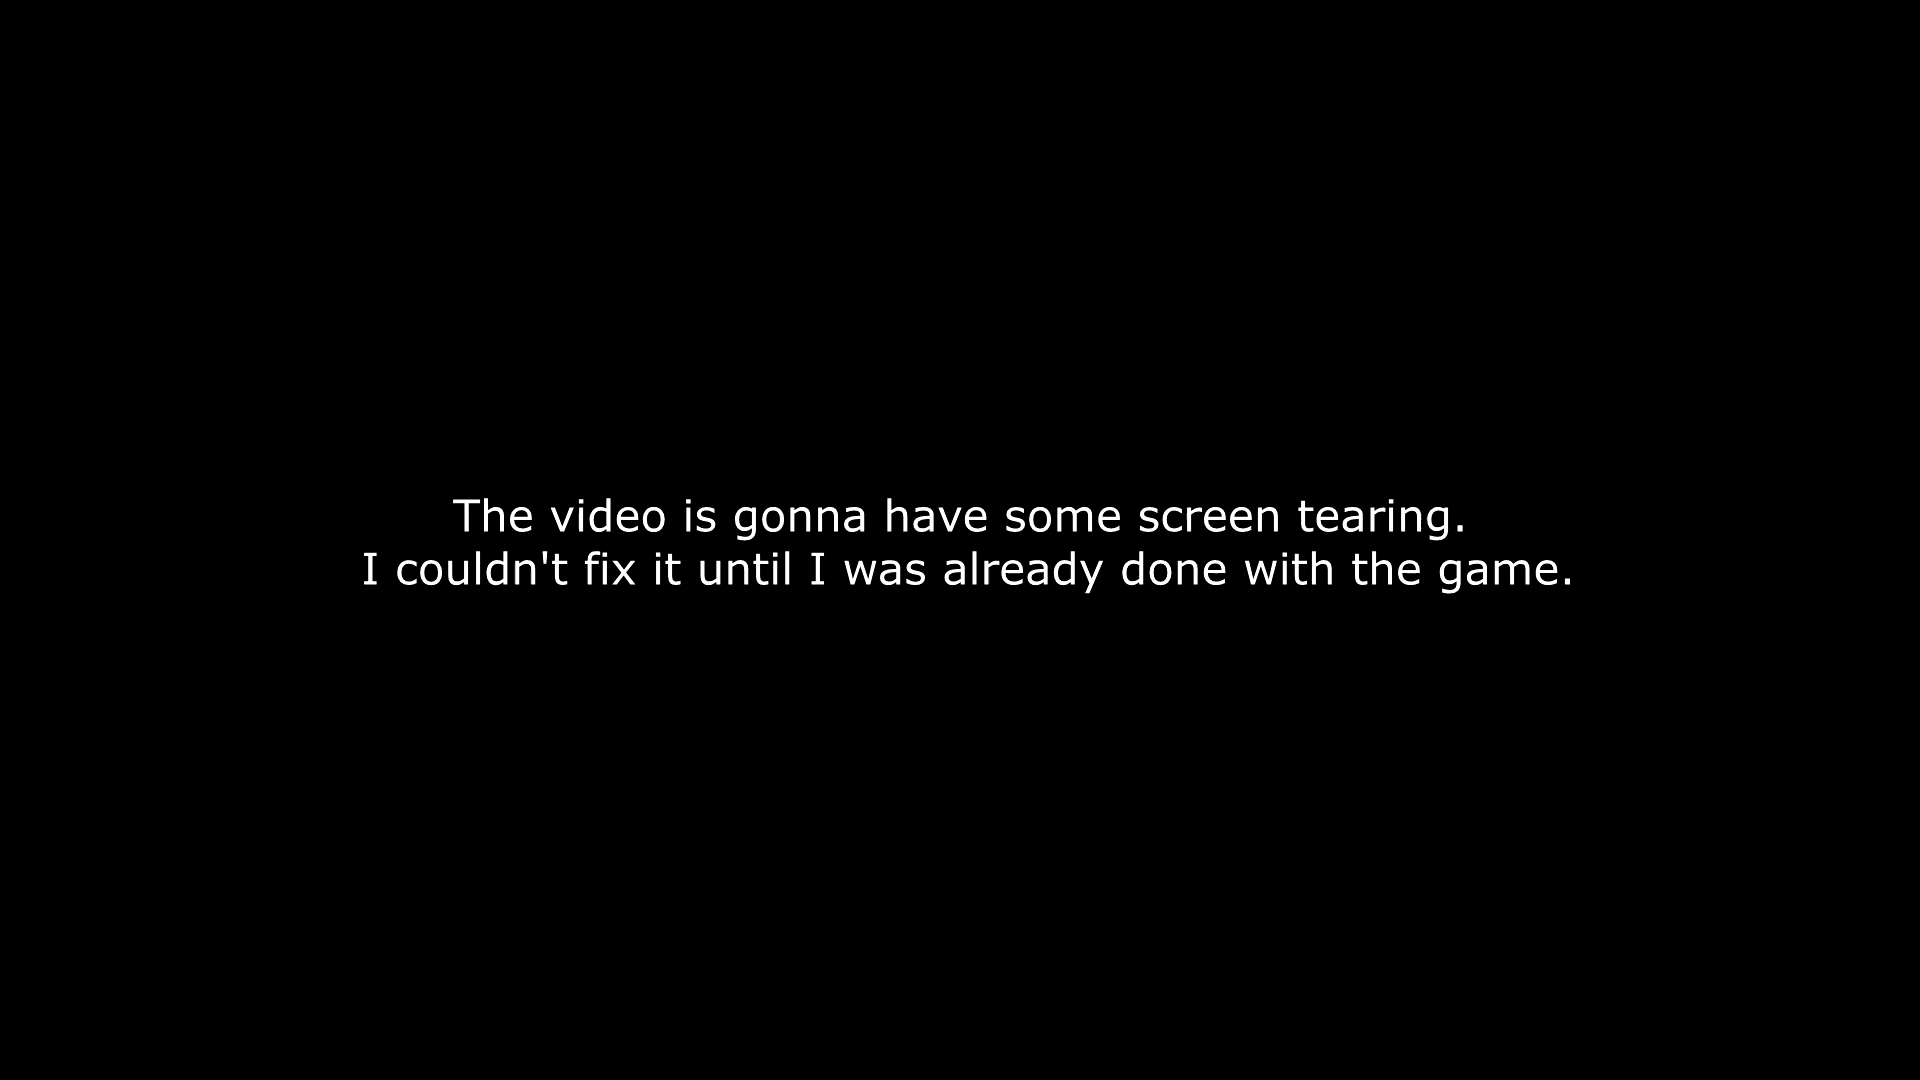 The video is gonna have some screen tearing.
I couldn't fix it until I was already done with the game.